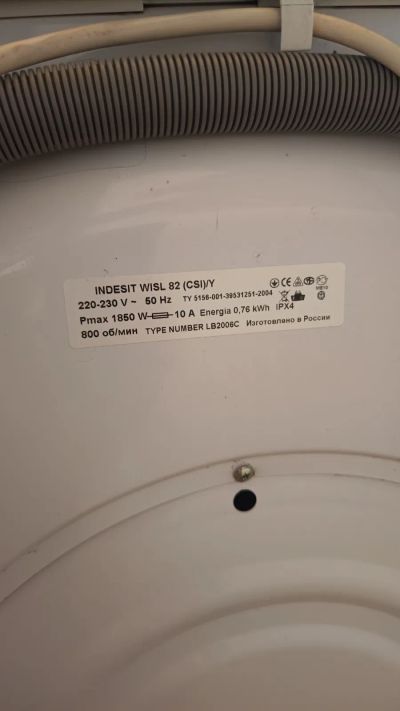 INDESIT WISL 82 (CSI)/Y
220-230 V ~ 50 Hz TY 5156-001-39531251-2004
Pmax 1850 W 10 A Energia 0,76 kWh IPX4
800 об/мин TYPE NUMBER LB2006C Изготовлено в России